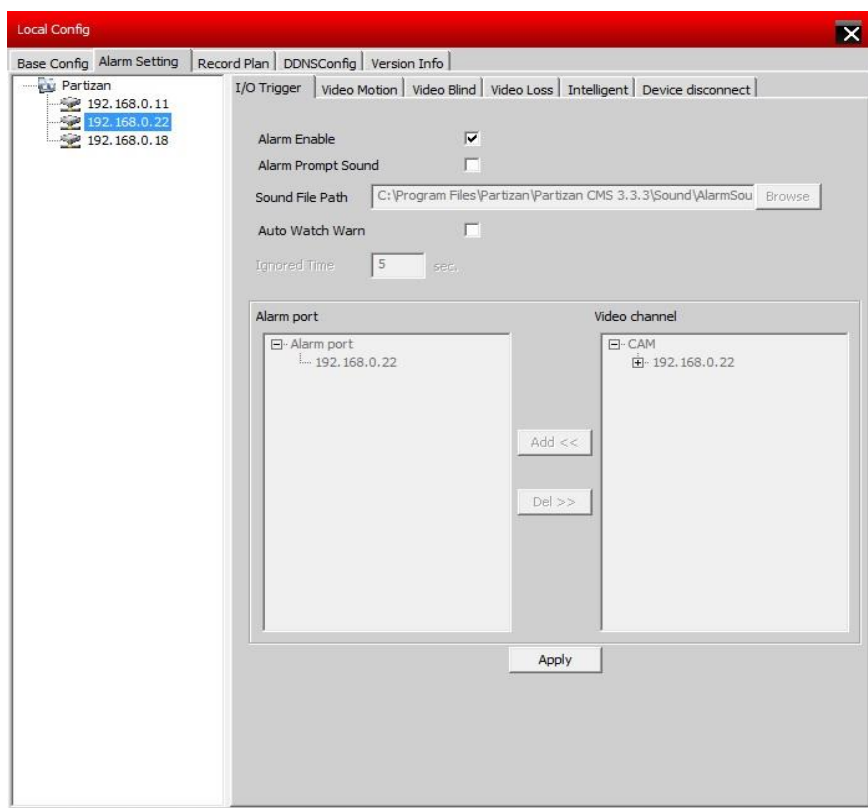 Local Config
Base Config Alarm Setting Record Plan DDNSConfig Version Info
Partizan
192.168.0.11
192.168.0.22
192.168.0.18
I/O Trigger Video Motion Video Blind Video Loss Intelligent Device disconnect
Alarm Enable
Alarm Prompt Sound
Sound File Path C:\Program Files\Partizan\Partizan CMS 3.3.3\Sound\AlarmSou Browse
Auto Watch Warn
Ignored Time 5 sec.
Alarm port Video channel
Alarm port CAM
192.168.0.22 192.168.0.22
Add <<
Del >>
Apply